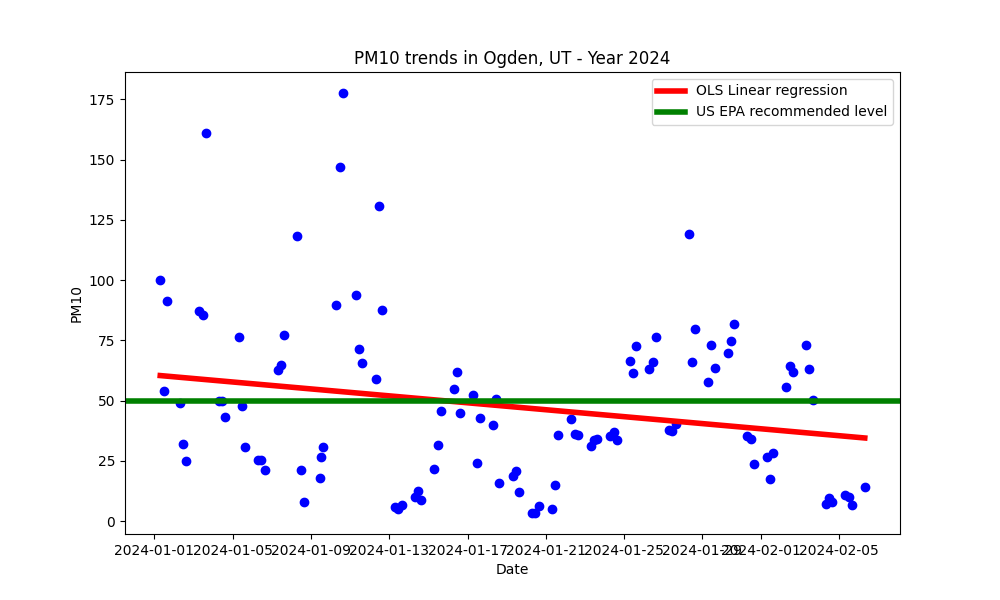 PM10 trends in Ogden, UT - Year 2024
OLS Linear regression
US EPA recommended level
175
150
125
100
75
50
25
0
PM10
2024-01-01 2024-01-05 2024-01-09 2024-01-13 2024-01-17 2024-01-21 2024-01-25 2024-01-29 2024-02-01 2024-02-05
Date